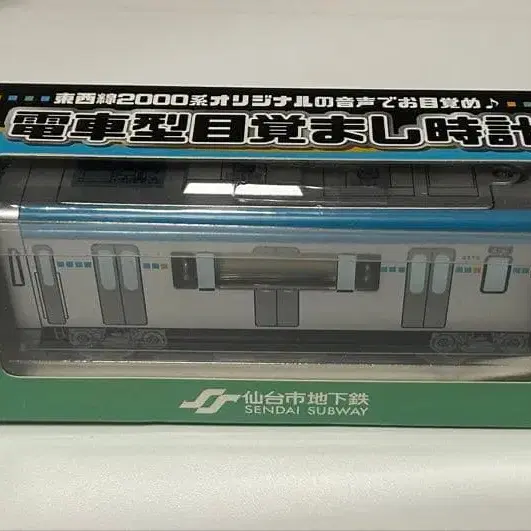 東西線2000系オリジナルの音声でお目覚め♪
電車型目覚まし時計
仙台市地下鉄
SENDAI SUBWAY